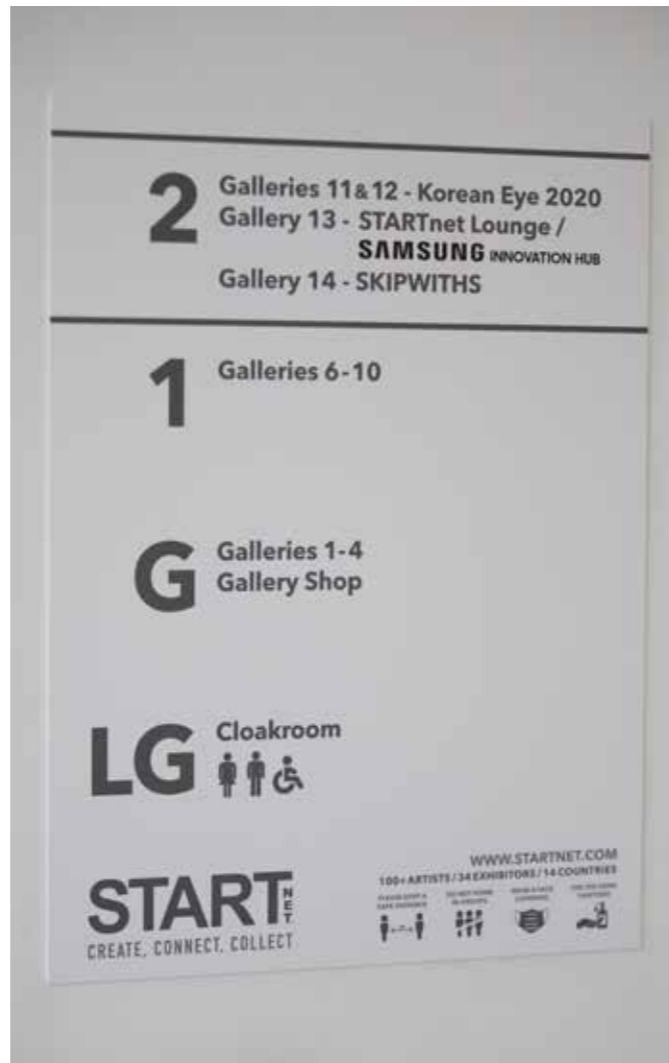 2
Galleries 11 & 12 - Korean Eye 2020
Gallery 13 - STARTnet Lounge /
SAMSUNG INNOVATION HUB
Gallery 14 - SKIPWITHS
1
Galleries 6-10
G
Galleries 1-4
Gallery Shop
LG
Cloakroom
WWW.STARTNET.COM
100+ ARTISTS / 34 EXHIBITORS / 14 COUNTRIES
START NET
CREATE, CONNECT, COLLECT